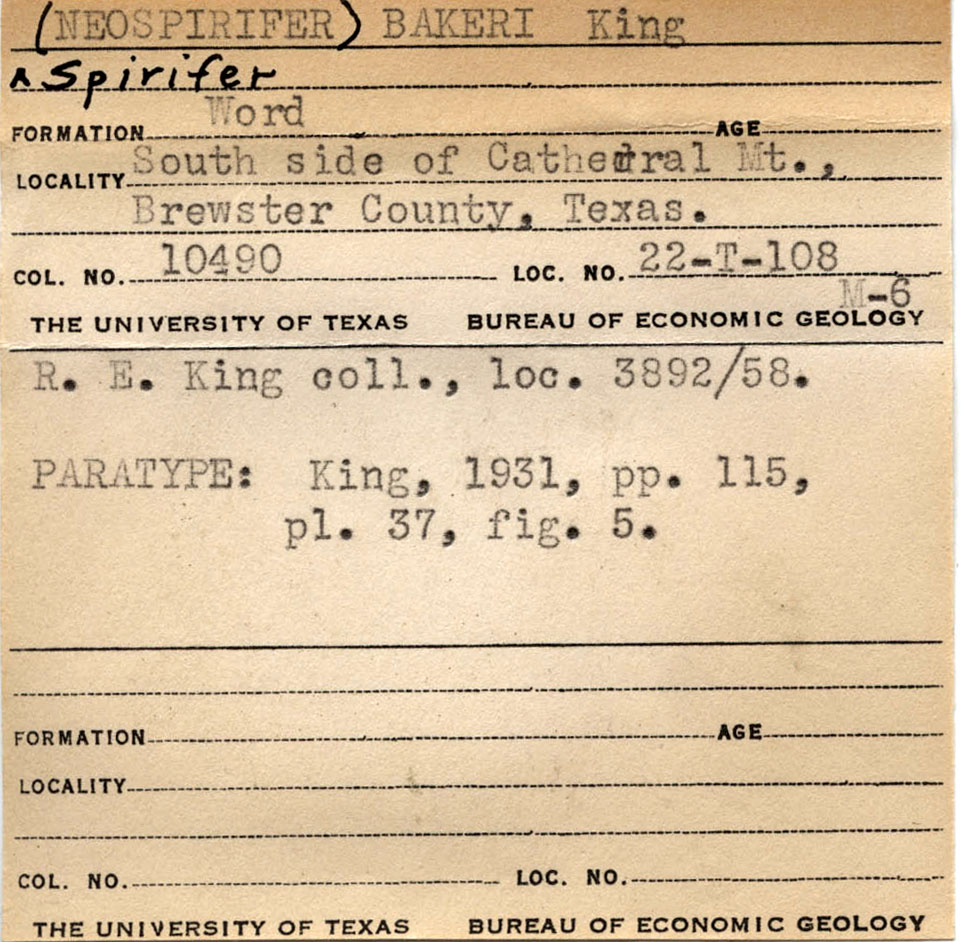 (NEOSPIRIFER) BAKERI King
^ Spirifer
FORMATION Word AGE
LOCALITY South side of Cathedral Mt.,
Brewster County, Texas.
COL. NO. 10490 LOC. NO. 22-T-108
M-6
THE UNIVERSITY OF TEXAS BUREAU OF ECONOMIC GEOLOGY
R. E. King coll., loc. 3892/58.
PARATYPE: King, 1931, pp. 115,
pl. 37, fig. 5.
FORMATION AGE
LOCALITY
COL. NO. LOC. NO.
THE UNIVERSITY OF TEXAS BUREAU OF ECONOMIC GEOLOGY